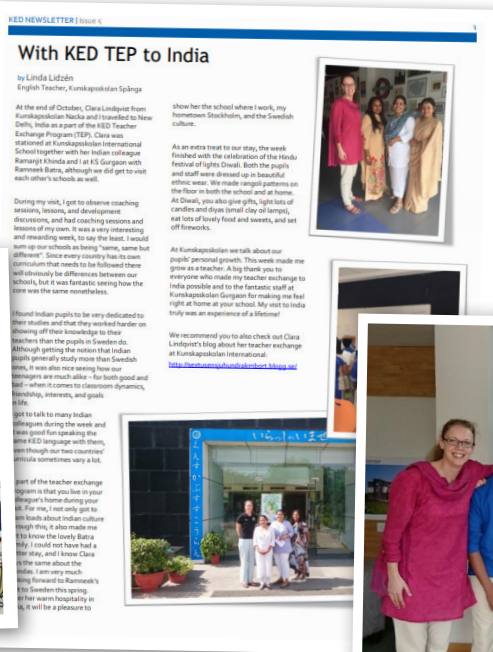 KED NEWSLETTER | Issue 5
With KED TEP to India
by Linda Lidzén
English Teacher, Kunskapsskolan Spånga
At the end of October, Clara Lindqvist from
Kunskapsskolan Nacka and I travelled to New
Delhi, India as a part of the KED Teacher
Exchange Program (TEP). Clara was
stationed at Kunskapsskolan International
School together with her Indian colleague
Ramanjit Khinda and I at KS Gurgaon with
Ramneek Batra, although we did get to visit
each other's schools as well.
During my visit, I got to observe coaching
sessions, lessons, and development
discussions, and had coaching sessions and
lessons of my own. It was a very interesting
and rewarding week, to say the least. I would
sum up our schools as being "same, same but
different". Since every country has its own
curriculum that needs to be followed there
will obviously be differences between our
schools, but it was fantastic seeing how the
core was the same nonetheless.
I found Indian pupils to be very dedicated to
their studies and that they worked harder on
showing off their knowledge to their
teachers than the pupils in Sweden do.
Although getting the notion that Indian
pupils generally study more than Swedish
ones, it was also nice seeing how our
teenagers are much alike – for both good and
bad – when it comes to classroom dynamics,
friendship, interests, and goals
in life.
got to talk to many Indian
colleagues during the week and
was good fun speaking the
same KED language with them,
even though our two countries'
curricula sometimes vary a lot.
part of the teacher exchange
program is that you live in your
colleague's home during your
For me, I not only got to
loads about Indian culture
through this, it also made me
to know the lovely Batra
family. I could not have had a
stay, and I know Clara
is the same about the
I am very much
forward to Ramneek's
to Sweden this spring.
her warm hospitality in
it will be a pleasure to
show her the school where I work, my
hometown Stockholm, and the Swedish
culture.
As an extra treat to our stay, the week
finished with the celebration of the Hindu
festival of lights Diwali. Both the pupils
and staff were dressed up in beautiful
ethnic wear. We made rangoli patterns on
the floor in both the school and at home.
At Diwali, you also give gifts, light lots of
candles and diyas (small clay oil lamps),
eat lots of lovely food and sweets, and set
off fireworks.
At Kunskapsskolan we talk about our
pupils' personal growth. This week made me
grow as a teacher. A big thank you to
everyone who made my teacher exchange to
India possible and to the fantastic staff at
Kunskapsskolan Gurgaon for making me feel
right at home at your school. My visit to India
truly was an experience of a lifetime!
We recommend you to also check out Clara
Lindqvist's blog about her teacher exchange
at Kunskapsskolan International:
いらっしゃいませ